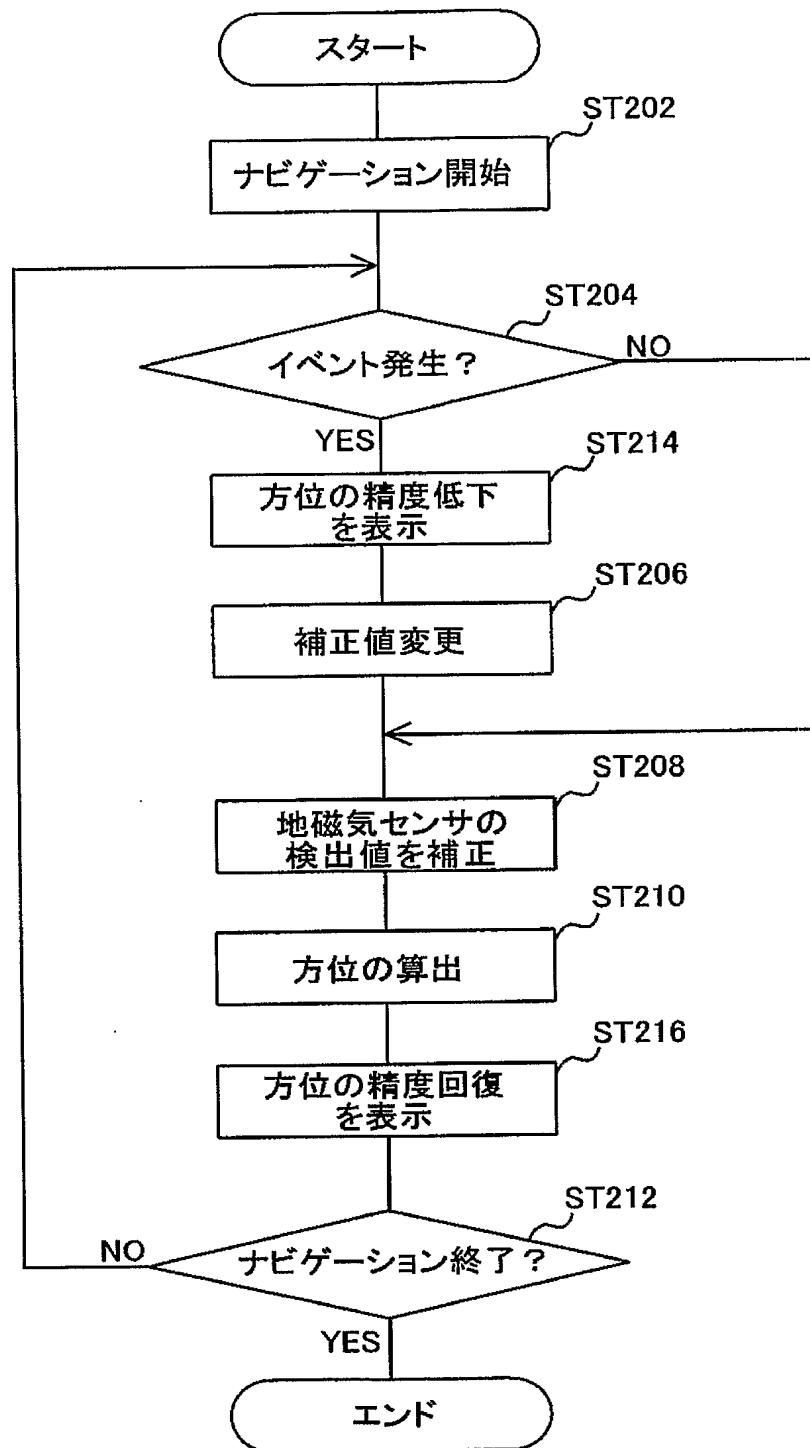 スタート
ST202
ナビゲーション開始
ST204
イベント発生？
NO
YES
ST214
方位の精度低下
を表示
ST206
補正値変更
ST208
地磁気センサの
検出値を補正
ST210
方位の算出
ST216
方位の精度回復
を表示
ST212
NO
ナビゲーション終了？
YES
エンド